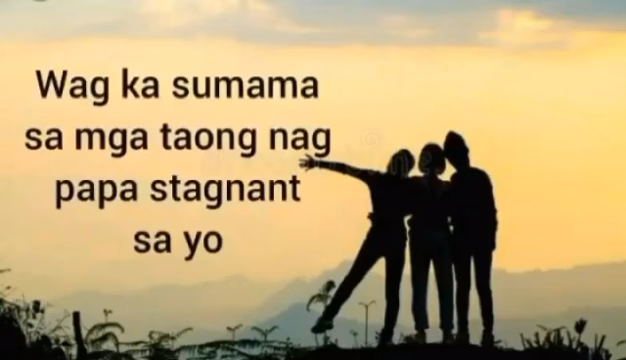 Wag ka sumama
sa mga taong nag
papa stagnant
sa yo